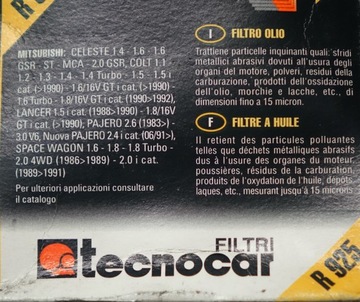 MITSUBISHI: CELESTE 1.4 - 1.6 - 1.6
GSR - ST - MCA - 2.0 GSR, COLT 1.1
- 1.2 - 1.3 - 1.4 - 1.4 Turbo - 1.5 - 1.5 i
cat. (>1990) - 1.6/16V GT i cat. (>1990)
- 1.6 Turbo - 1.8/16V GT i cat. (1990>1992),
LANCER 1.5 i cat. (1988>1990) - 1.8/16V
GT i cat. (>1990), PAJERO 2.6 (1983>) -
3.0 V6, Nuova PAJERO 2.4 i cat. (06/91>),
SPACE WAGON 1.6 - 1.8 - 1.8 Turbo -
2.0 4WD (1986>1989) - 2.0 i cat.
(1989>1991)
Per ulteriori applicazioni consultare
il catalogo
I FILTRO OLIO
Trattiene particelle inquinanti quali: sfridi
metallici abrasivi dovuti all'usura degli
organi del motore, polveri, residui della
carburazione, prodotti dell'ossidazione
dell'olio, morchie e lacche, etc., di
dimensioni fino a 15 micron.
F FILTRE A HUILE
Il retient des particules polluantes
telles que déchets métalliques abrasifs
dus à l'usure des organes du moteur,
poussières, résidus de la carburation,
produits de l'oxydation de l'huile, dépôts,
laques, etc., mesurant jusqu'à 15 microns
FILTRI
tecnocar
R 925